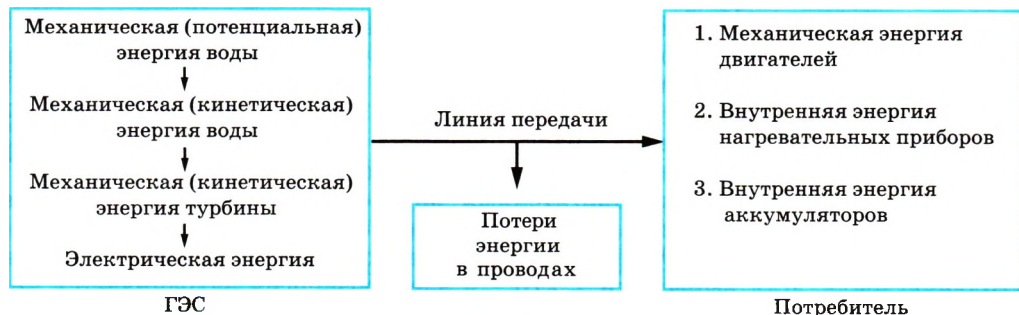 Механическая (потенциальная)
энергия воды
Механическая (кинетическая)
энергия воды
Механическая (кинетическая)
энергия турбины
Электрическая энергия
ГЭС
Линия передачи
Потери
энергии
в проводах
1. Механическая энергия
двигателей
2. Внутренняя энергия
нагревательных приборов
3. Внутренняя энергия
аккумуляторов
Потребитель